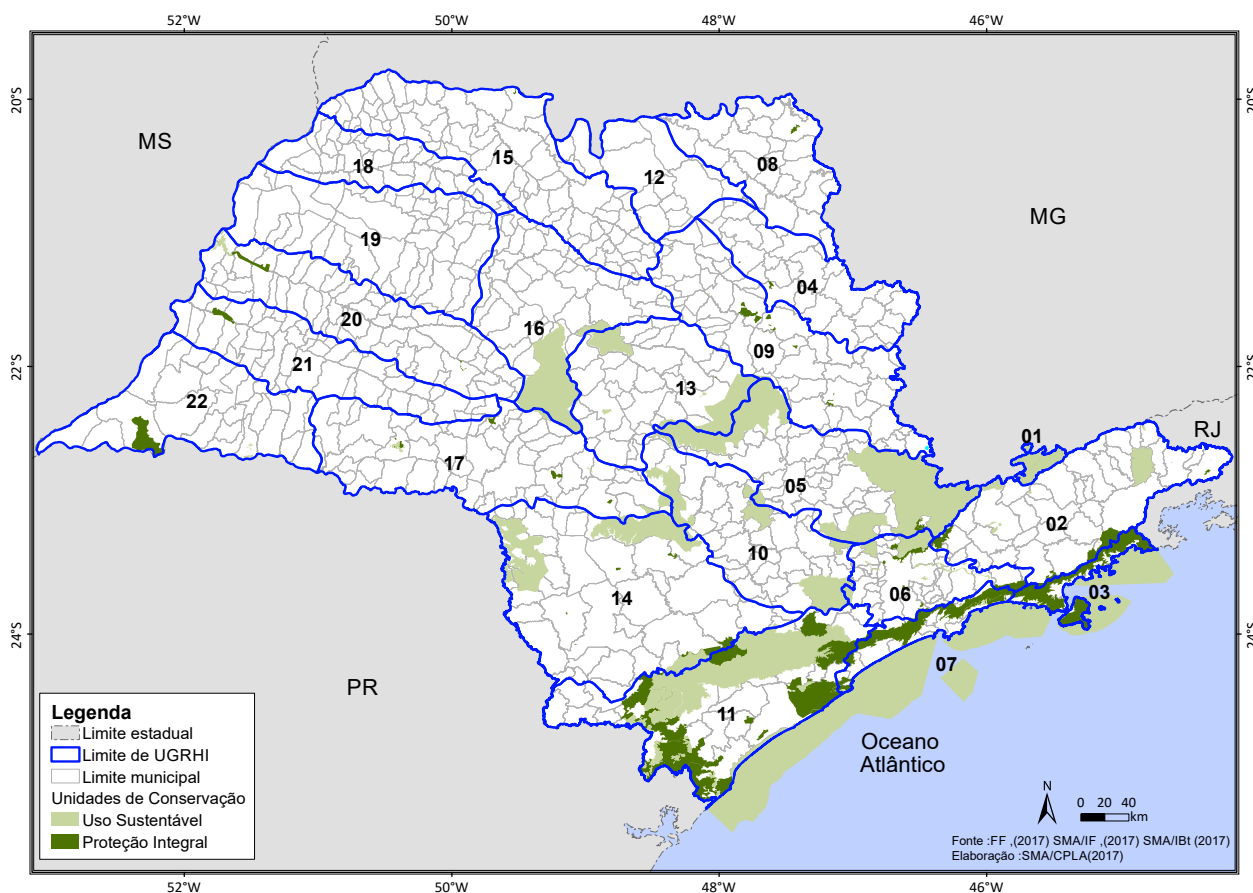 52°W 50°W 48°W 46°W
20°S 20°S
MS
MG
15
18
12
08
19
04
16
20
09
22°S 22°S
21
13
22
01
RJ
17
05
02
10
06
03
14
24°S 24°S
07
PR
11
Oceano
Atlântico
Legenda
Limite estadual
Limite de UGRHI
Limite municipal
Unidades de Conservação
Uso Sustentável
Proteção Integral
N
0 20 40
km
Fonte :FF ,(2017) SMA/IF ,(2017) SMA/IBt (2017)
Elaboração :SMA/CPLA(2017)
52°W 50°W 48°W 46°W